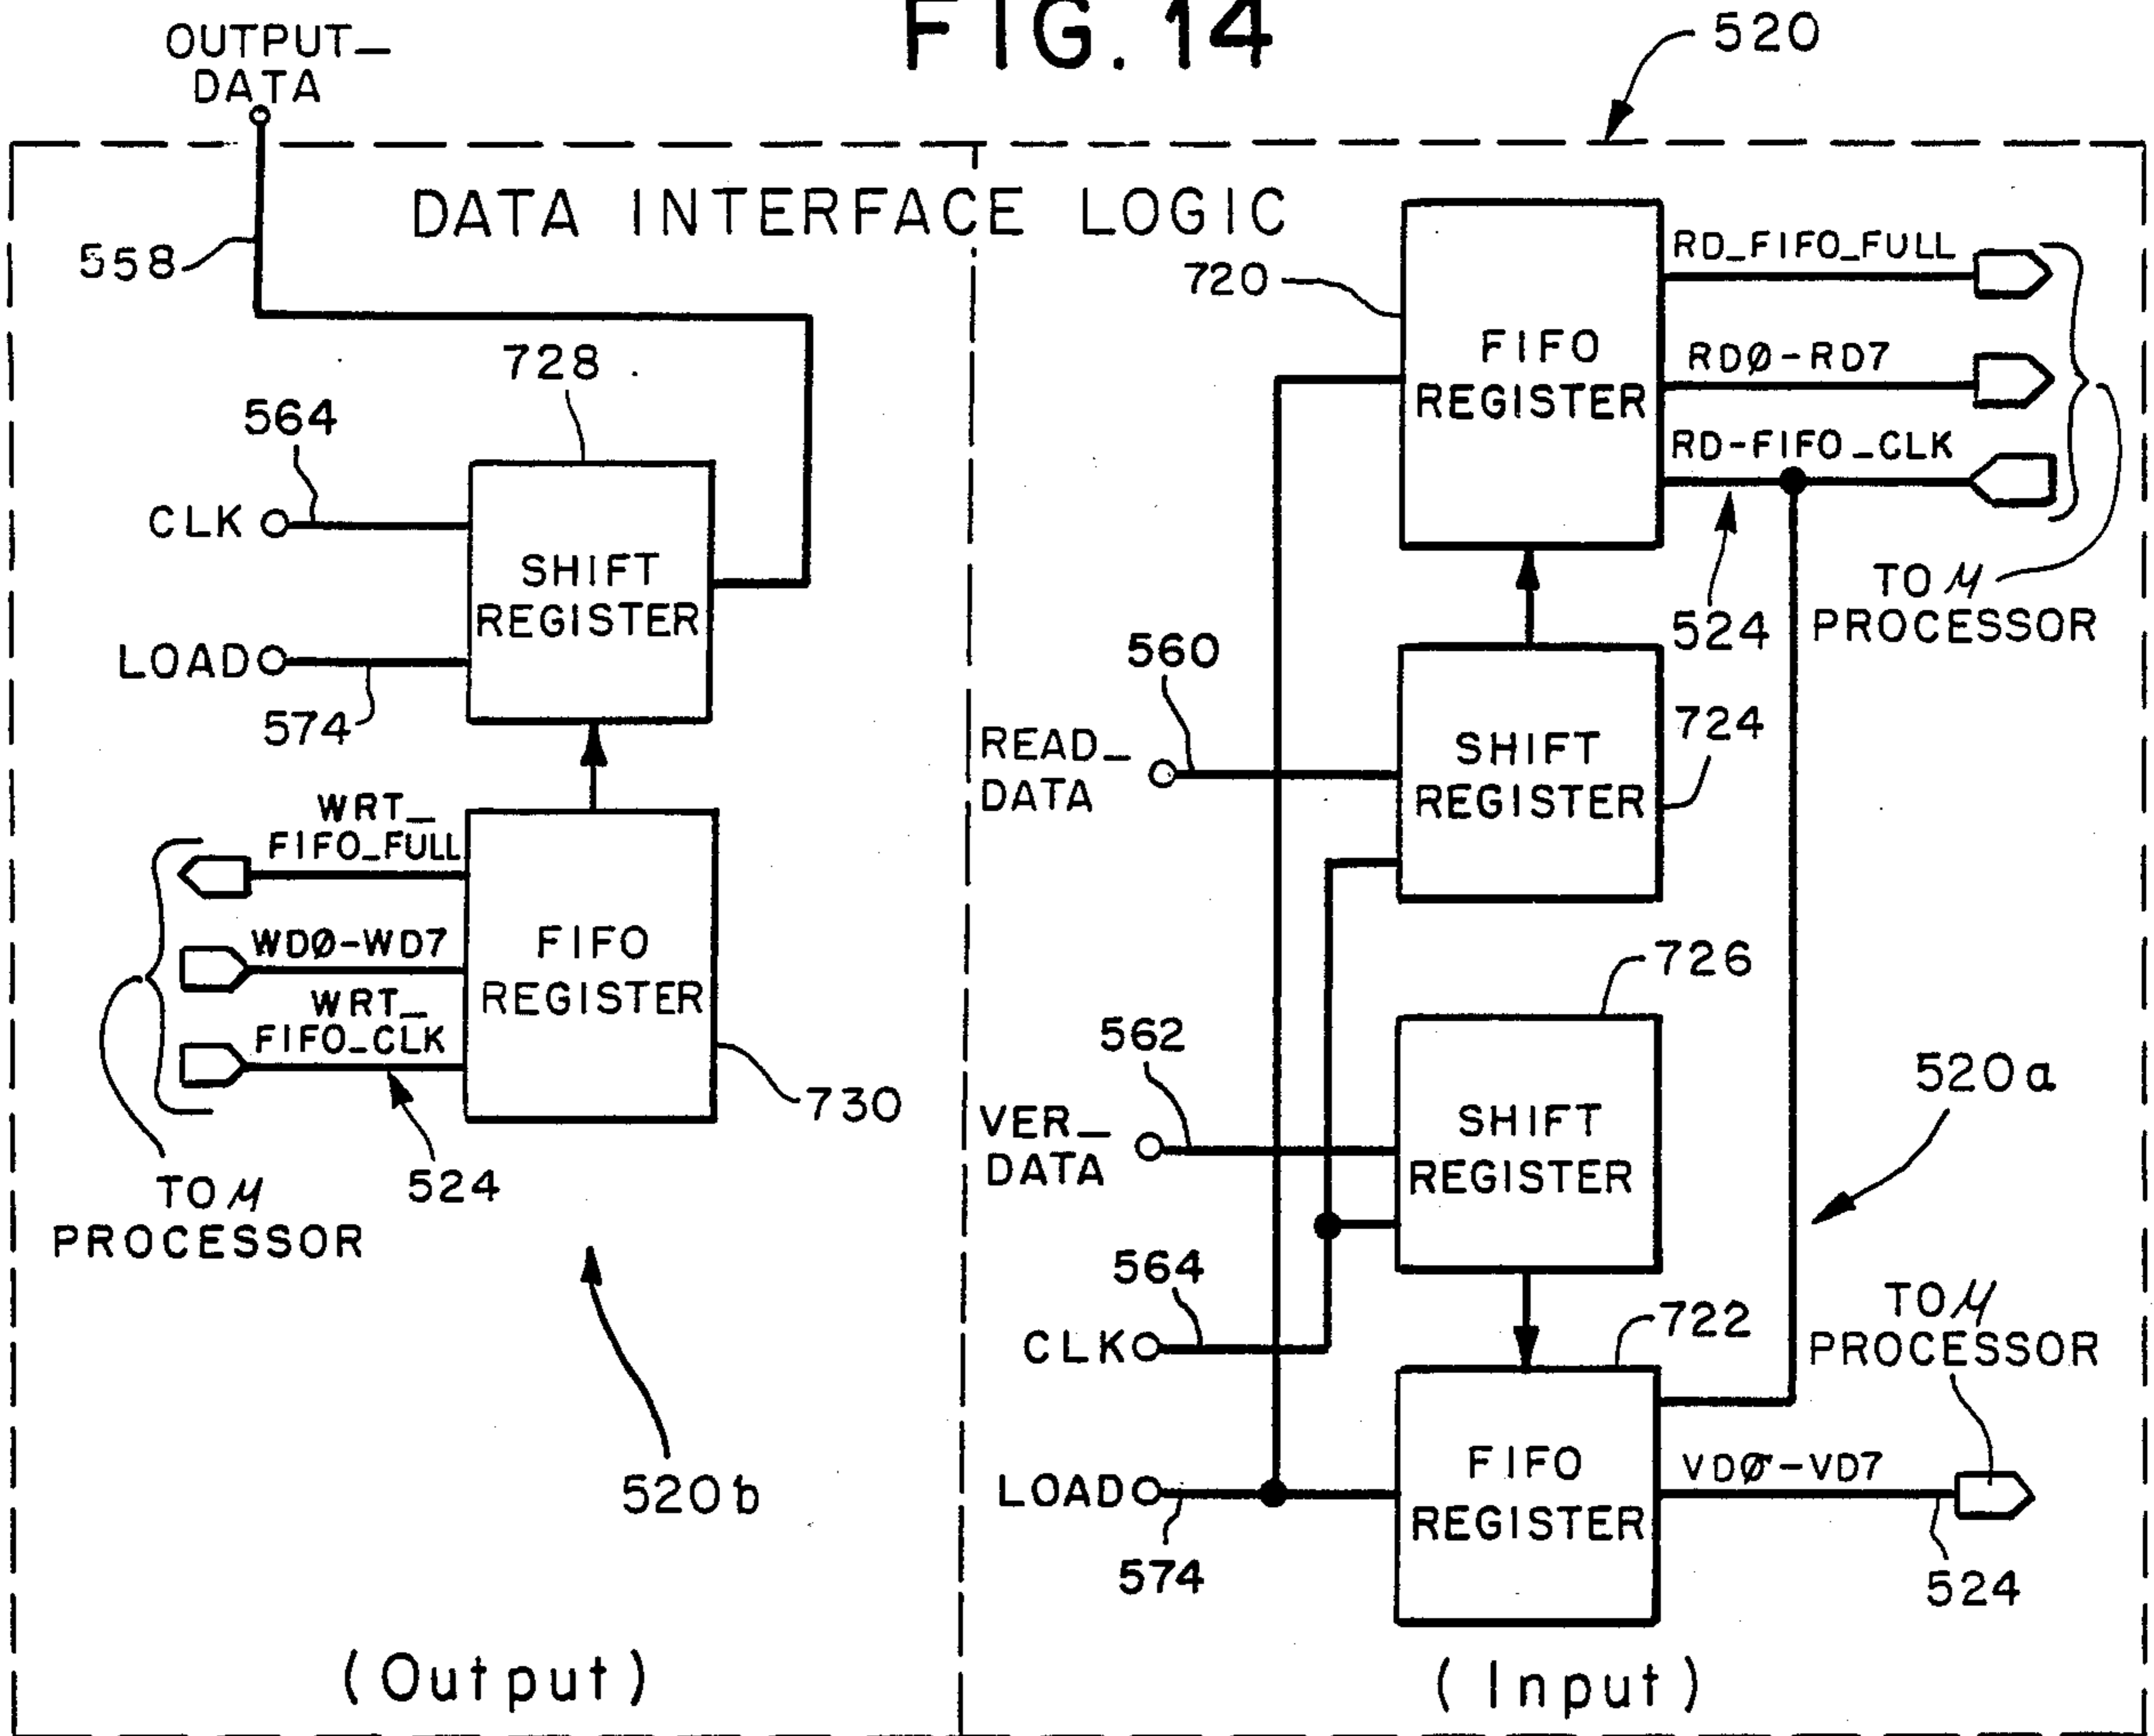 FIG. 14
520
OUTPUT_
DATA
DATA INTERFACE LOGIC
558
728
564
CLK
SHIFT
REGISTER
LOAD
574
WRT_
FIFO_FULL
WDØ-WD7
WRT_
FIFO_CLK
FIFO
REGISTER
730
524
TO μ
PROCESSOR
520b
(Output)
720
FIFO
REGISTER
RD_FIFO_FULL
RDØ-RD7
RD-FIFO_CLK
524
TO μ
PROCESSOR
560
READ_
DATA
SHIFT
REGISTER
724
726
562
VER_
DATA
SHIFT
REGISTER
520a
564
CLK
722
TO μ
PROCESSOR
LOAD
574
FIFO
REGISTER
VDØ-VD7
524
(Input)